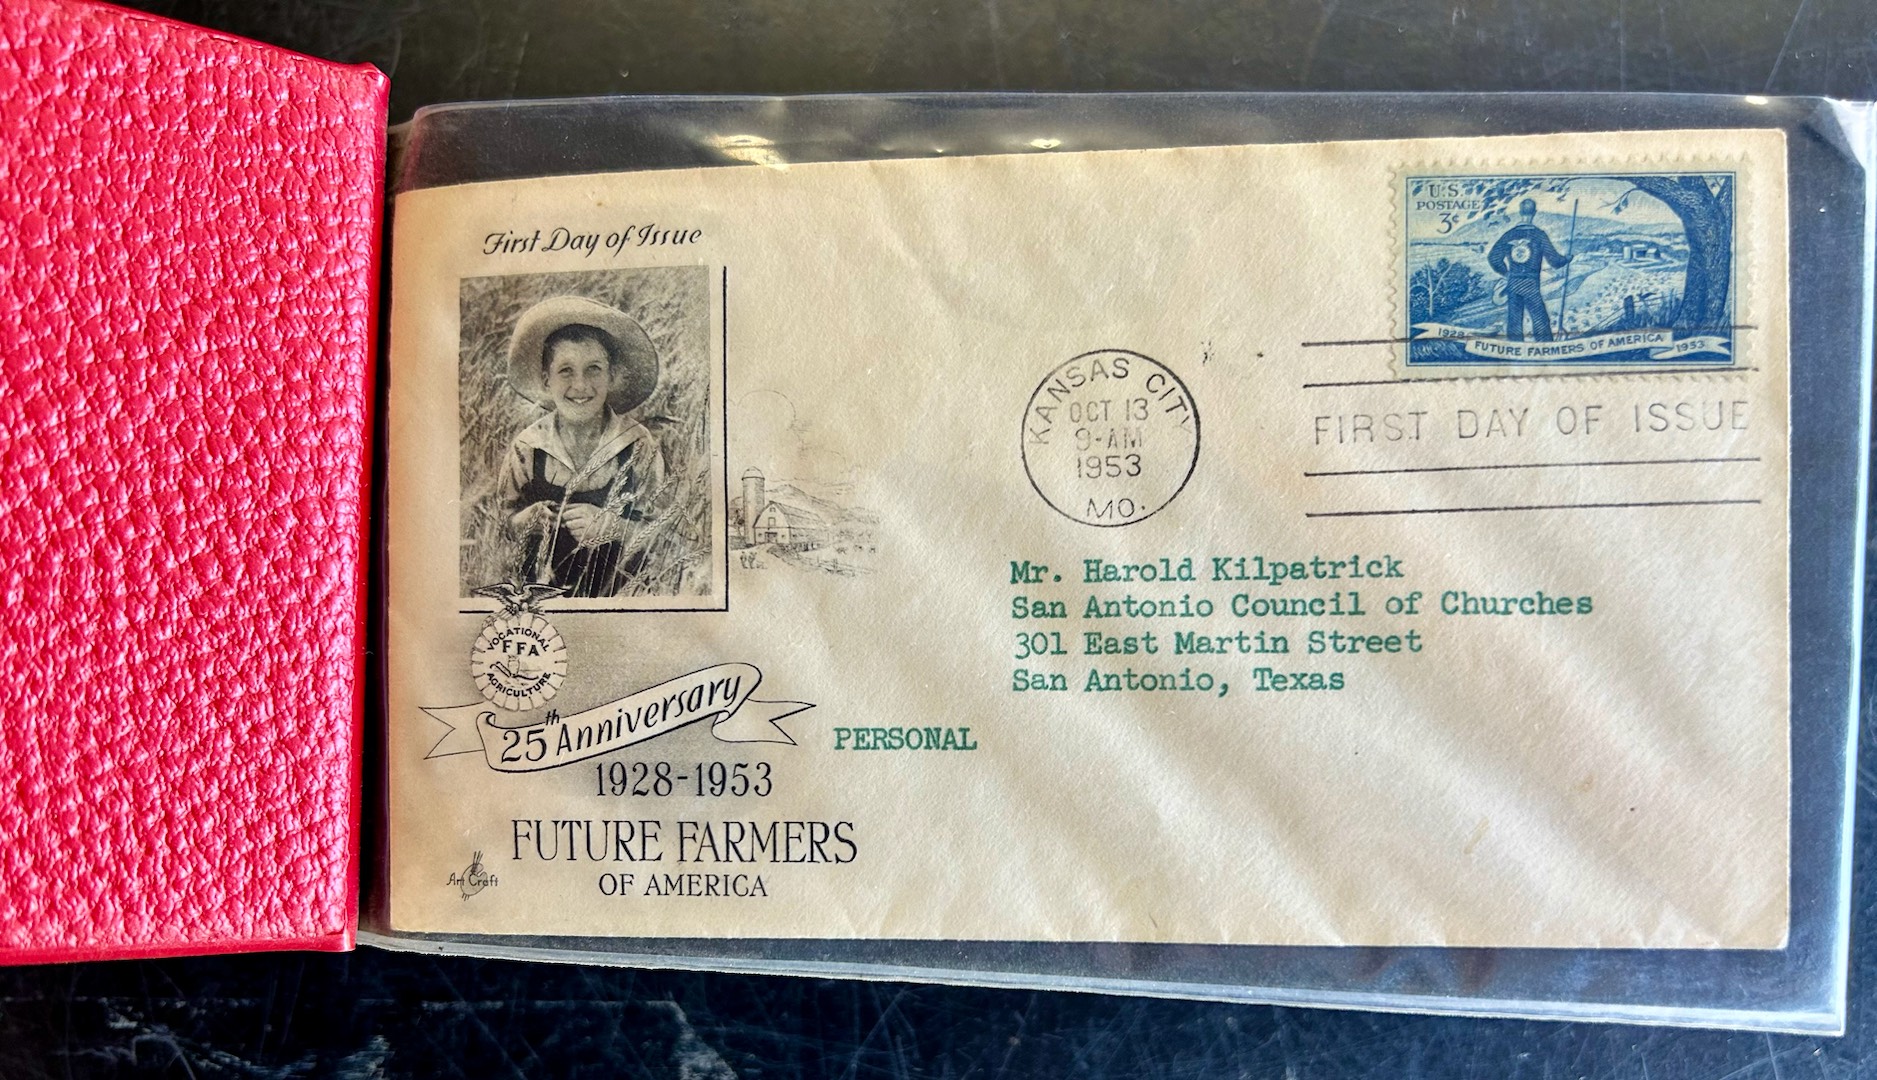 First Day of Issue
U.S.
POSTAGE
3¢
1928
FUTURE FARMERS OF AMERICA
1953
KANSAS CITY
OCT 13
9-AM
1953
MO.
FIRST DAY OF ISSUE
Mr. Harold Kilpatrick
San Antonio Council of Churches
301 East Martin Street
San Antonio, Texas
PERSONAL
VOCATIONAL
FFA
AGRICULTURE
25th Anniversary
1928-1953
FUTURE FARMERS
OF AMERICA
Art Craft